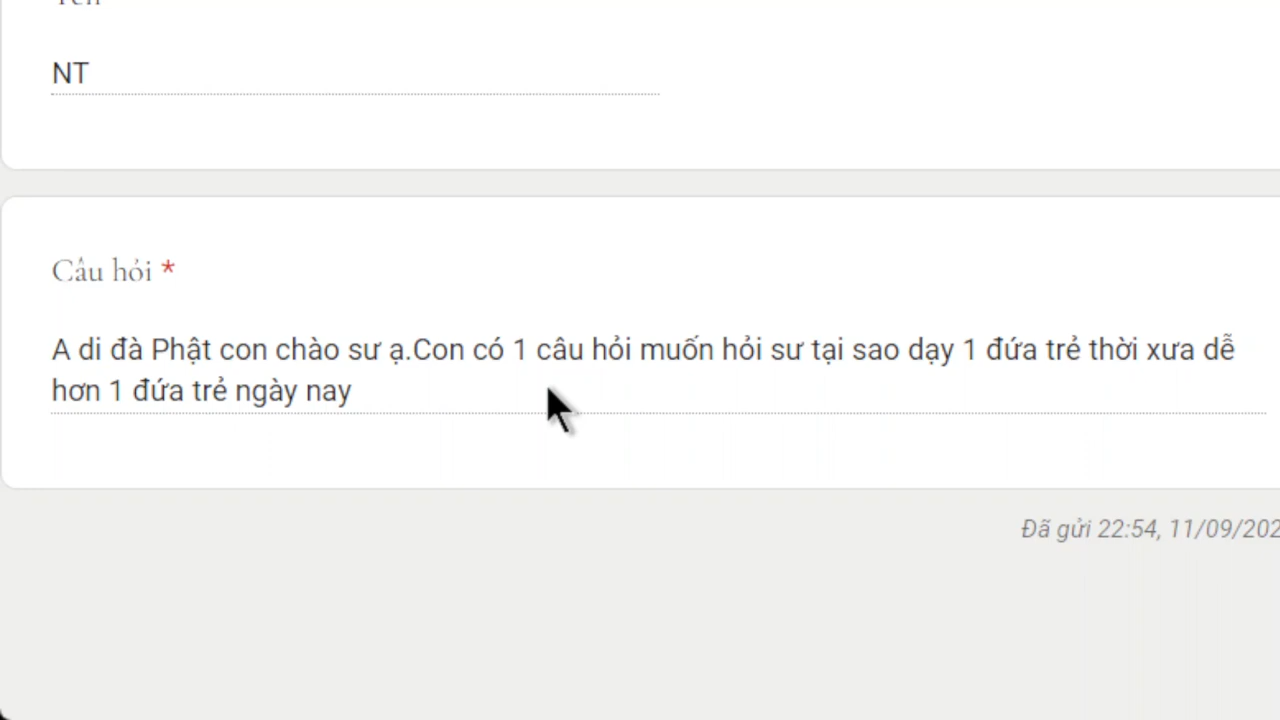 Tên
NT
Câu hỏi *
A di đà Phật con chào sư ạ.Con có 1 câu hỏi muốn hỏi sư tại sao dạy 1 đứa trẻ thời xưa dễ
hơn 1 đứa trẻ ngày nay
Đã gửi 22:54, 11/09/202